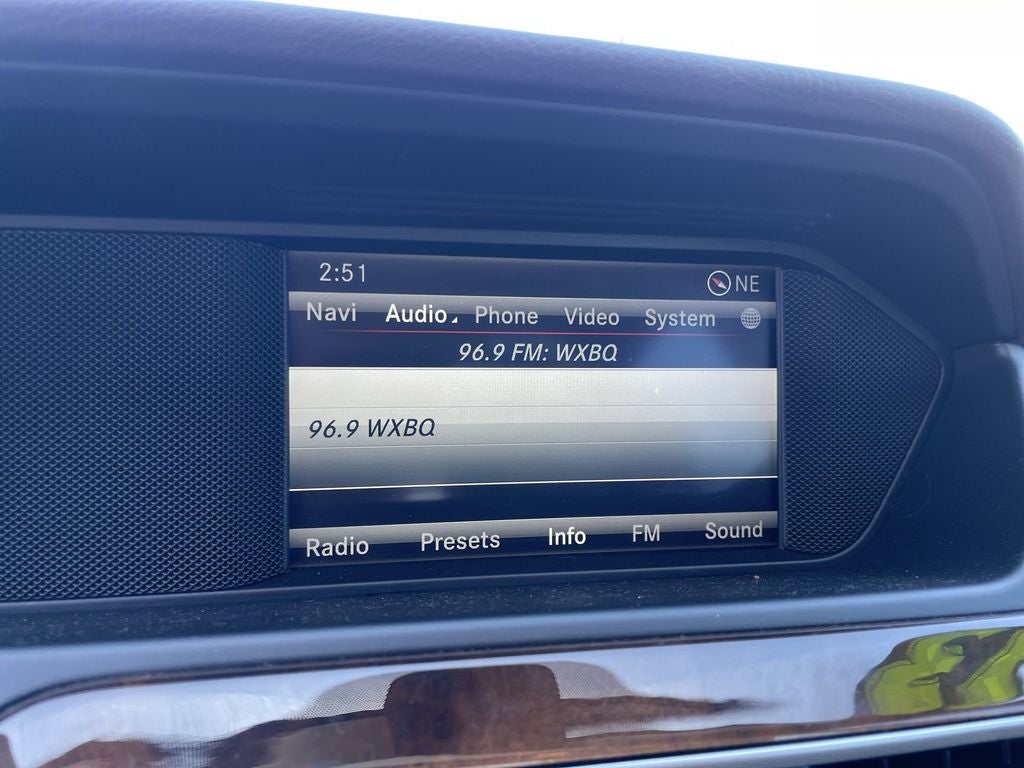 2:51 NE
Navi Audio Phone Video System
96.9 FM: WXBQ
96.9 WXBQ
Radio Presets Info FM Sound